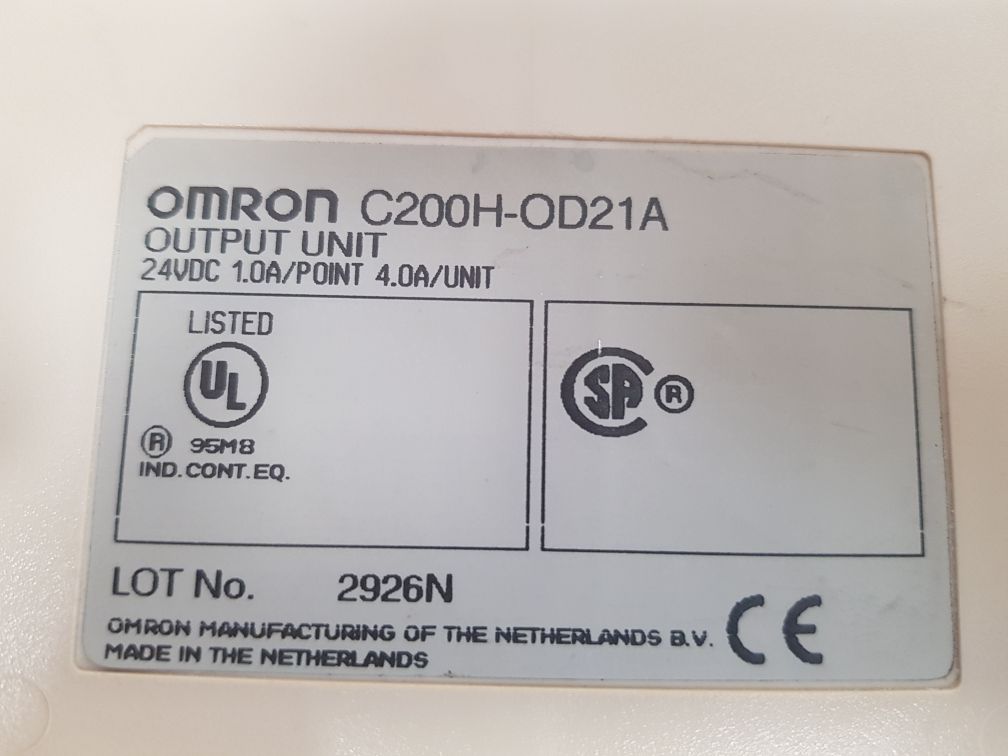 OMRON C200H-OD21A
OUTPUT UNIT
24VDC 1.0A/POINT 4.0A/UNIT
LISTED
UL
® 95M8
IND.CONT.EQ.
CSA ®
LOT No. 2926N
OMRON MANUFACTURING OF THE NETHERLANDS B.V.
MADE IN THE NETHERLANDS
CE